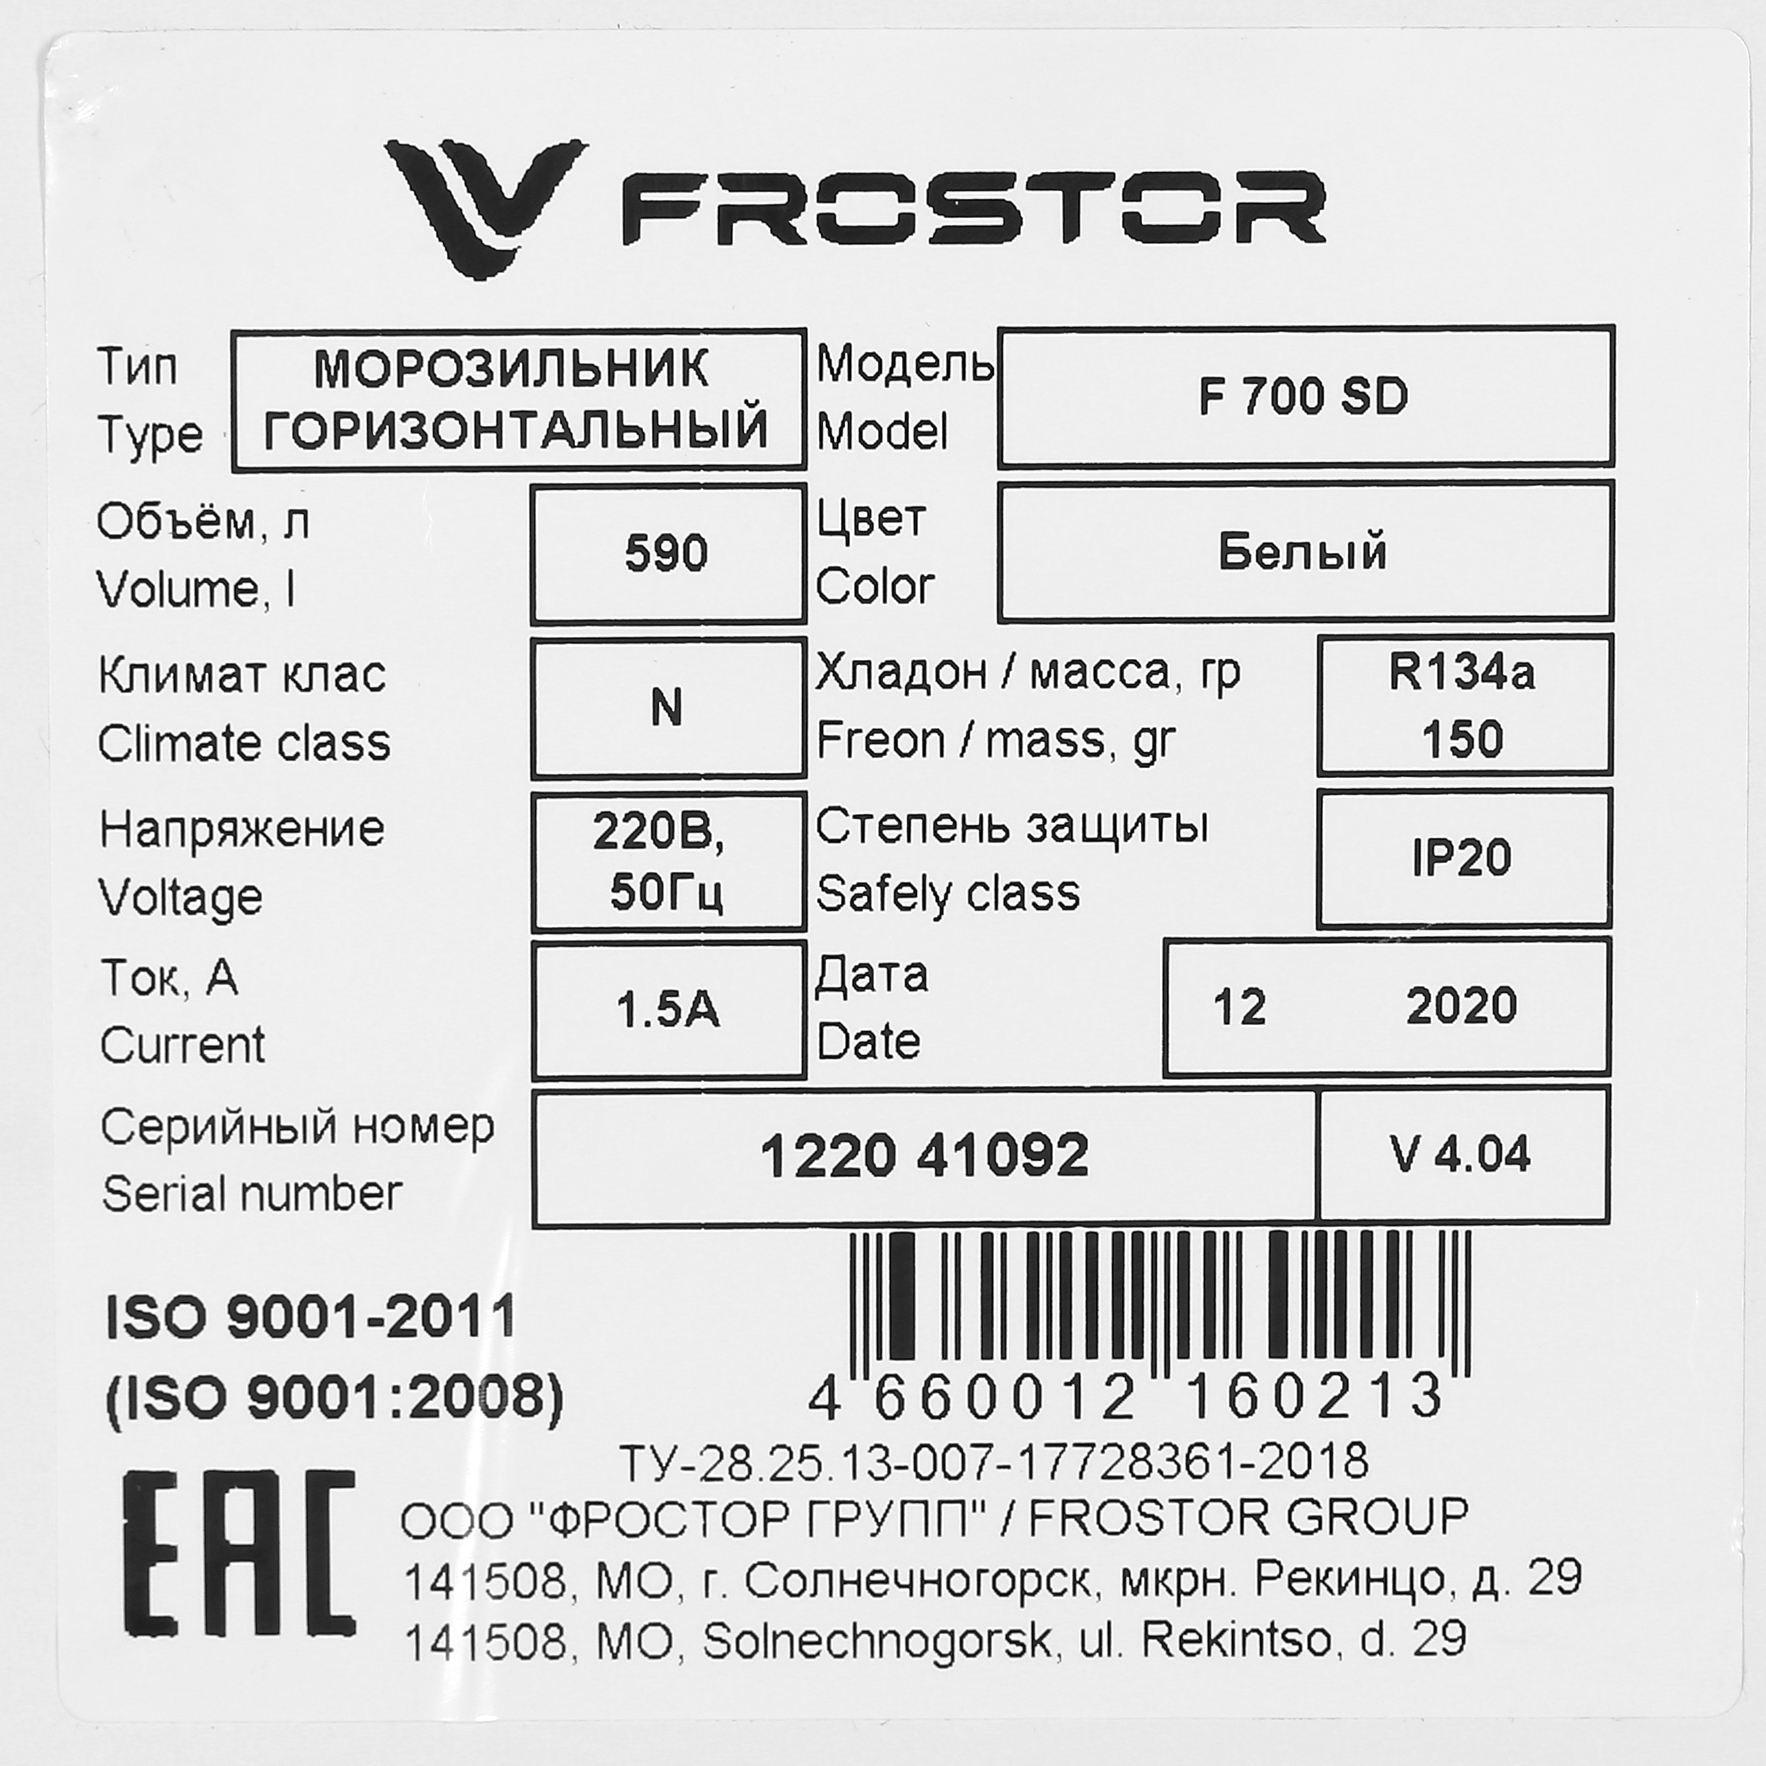 FROSTOR
Тип
Type
МОРОЗИЛЬНИК
ГОРИЗОНТАЛЬНЫЙ
Модель
Model
F 700 SD
Объём, л
Volume, l
590
Цвет
Color
Белый
Климат клас
Climate class
N
Хладон / масса, гр
Freon / mass, gr
R134a
150
Напряжение
Voltage
220В,
50Гц
Степень защиты
Safely class
IP20
Ток, А
Current
1.5А
Дата
Date
12 2020
Серийный номер
Serial number
1220 41092
V 4.04
ISO 9001-2011
(ISO 9001:2008)
4 660012 160213
ТУ-28.25.13-007-17728361-2018
EAC
ООО "ФРОСТОР ГРУПП" / FROSTOR GROUP
141508, МО, г. Солнечногорск, мкрн. Рекинцо, д. 29
141508, МО, Solnechnogorsk, ul. Rekintso, d. 29